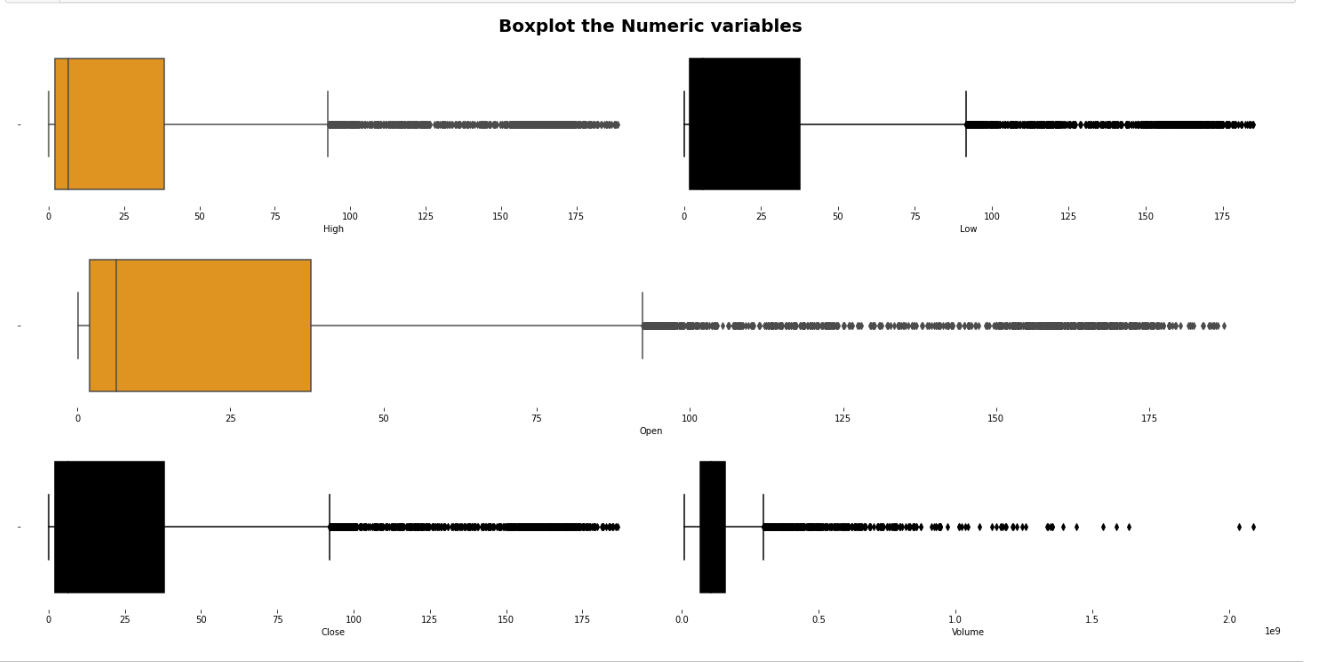 Boxplot the Numeric variables
0 25 50 75 100 125 150 175
High
0 25 50 75 100 125 150 175
Low
0 25 50 75 100 125 150 175
Open
0 25 50 75 100 125 150 175
Close
0.0 0.5 1.0 1.5 2.0
1e9
Volume